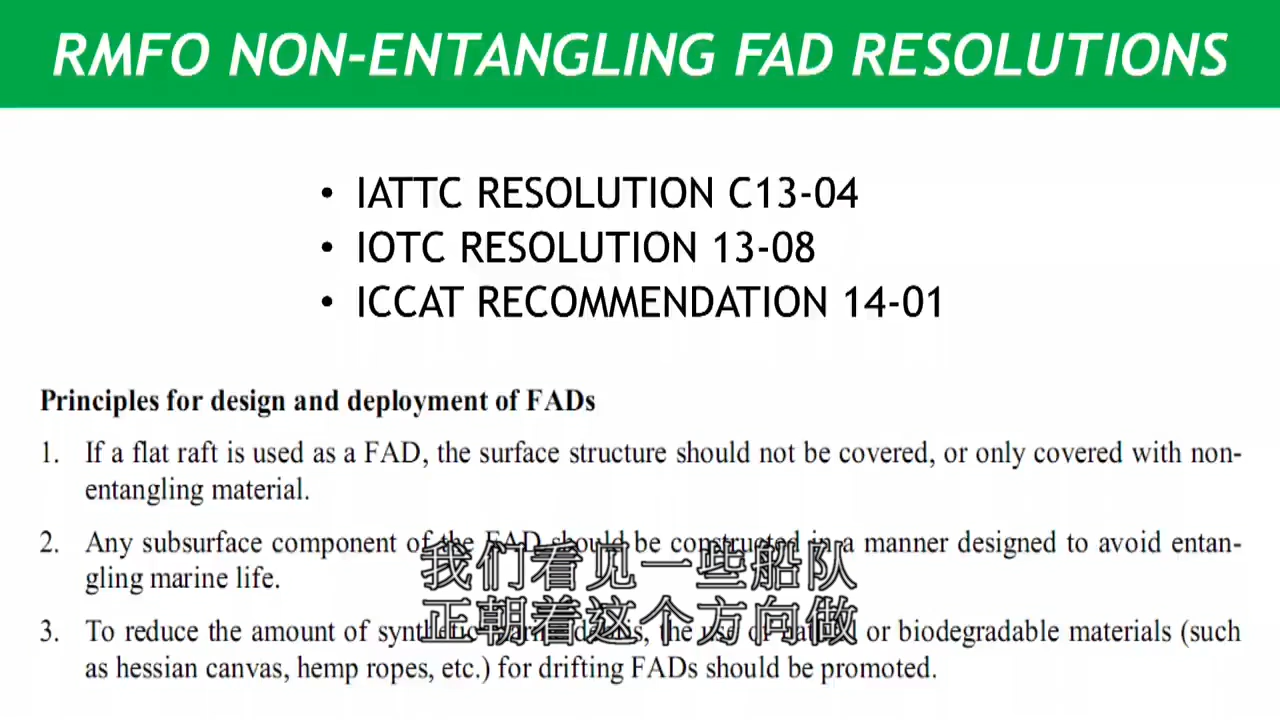 RMFO NON-ENTANGLING FAD RESOLUTIONS
• IATTC RESOLUTION C13-04
• IOTC RESOLUTION 13-08
• ICCAT RECOMMENDATION 14-01
Principles for design and deployment of FADs
1. If a flat raft is used as a FAD, the surface structure should not be covered, or only covered with non-
entangling material.
2. Any subsurface component of the FAD should be constructed in a manner designed to avoid entan-
gling marine life.
我们看见一些船队
正朝着这个方向做
3. To reduce the amount of synthetic the use of or biodegradable materials (such
as hessian canvas, hemp ropes, etc.) for drifting FADs should be promoted.